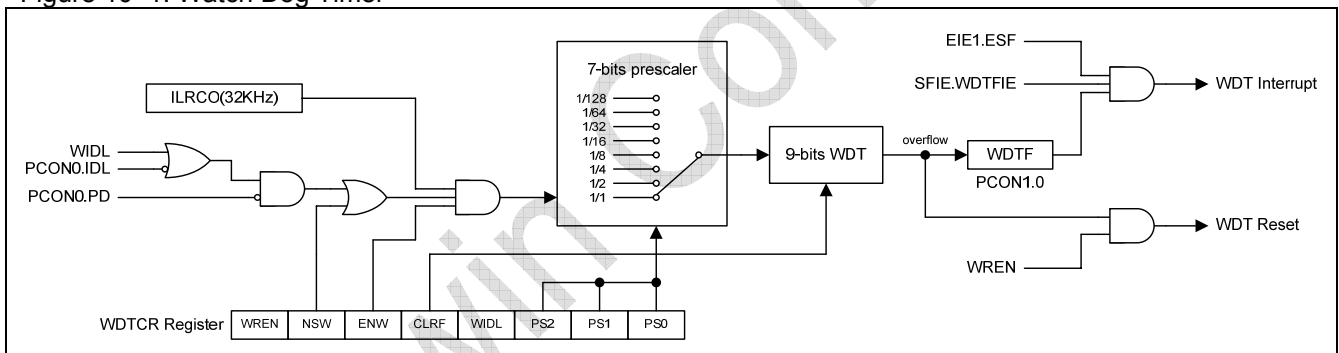 Figure 10-1. Watch Dog Timer
EIE1.ESF
7-bits prescaler
SFIE.WDTFIE
WDT Interrupt
ILRCO(32KHz)
1/128
1/64
1/32
1/16
1/8
1/4
1/2
1/1
WIDL
PCON0.IDL
PCON0.PD
9-bits WDT
overflow
WDTF
PCON1.0
WDT Reset
WREN
WDTCR Register
WREN
NSW
ENW
CLRF
WIDL
PS2
PS1
PS0